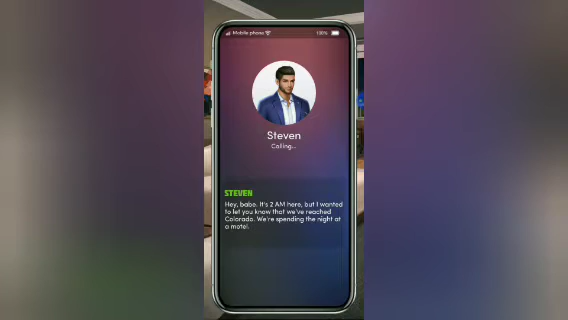 Mobile phone
100%
Steven
Calling...
STEVEN
Hey, babe. It's 2 AM here, but I wanted
to let you know that we've reached
Colorado. We're spending the night at
a motel.